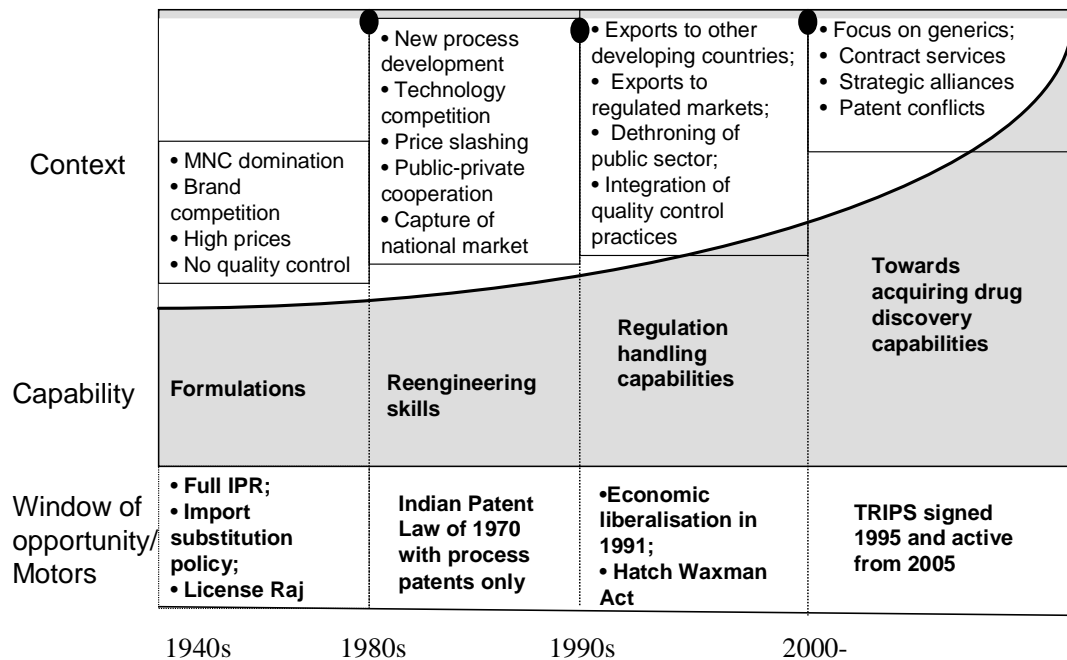 Context
• MNC domination
• Brand
competition
• High prices
• No quality control
• New process
development
• Technology
competition
• Price slashing
• Public-private
cooperation
• Capture of
national market
• Exports to other
developing countries;
• Exports to
regulated markets;
• Dethroning of
public sector;
• Integration of
quality control
practices
•Focus on generics;
• Contract services
• Strategic alliances
• Patent conflicts
Capability
Formulations
Reengineering
skills
Regulation
handling
capabilities
Towards
acquiring drug
discovery
capabilities
Window of
opportunity/
Motors
• Full IPR;
• Import
substitution
policy;
• License Raj
Indian Patent
Law of 1970
with process
patents only
•Economic
liberalisation in
1991;
• Hatch Waxman
Act
TRIPS signed
1995 and active
from 2005
1940s
1980s
1990s
2000-